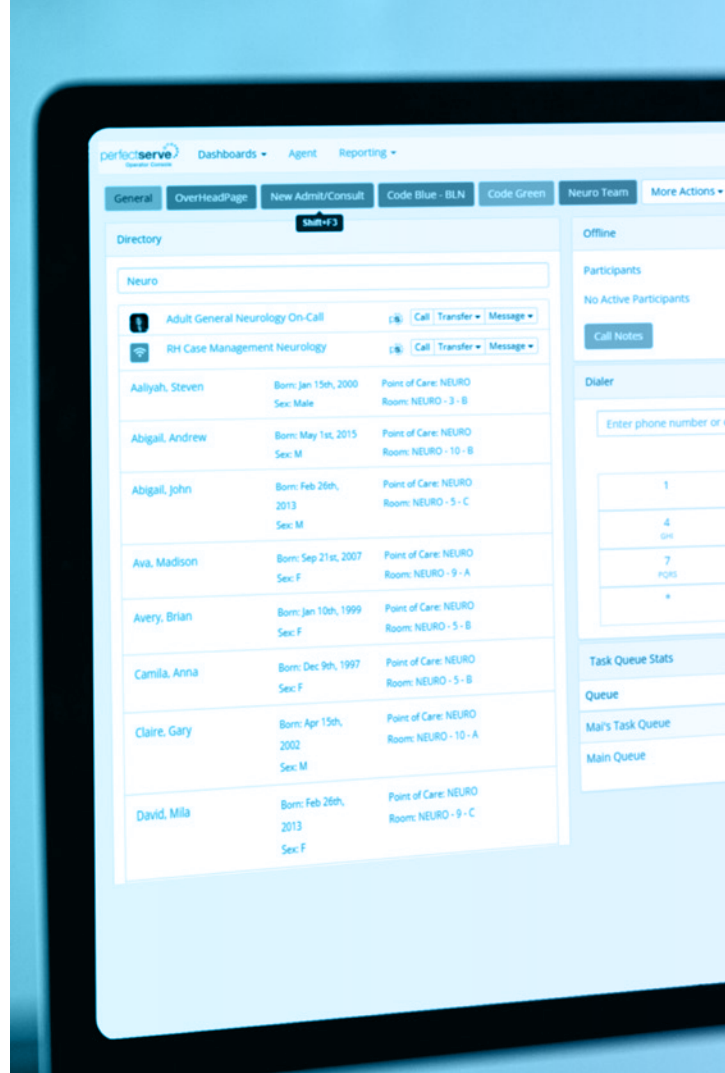 perfectserve
Operator Console
Dashboards
Agent
Reporting
General
OverHeadPage
New Admit/Consult
Code Blue - BLN
Code Green
Neuro Team
More Actions
Shift+F3
Directory
Neuro
Adult General Neurology On-Call
Call Transfer Message
RH Case Management Neurology
Call Transfer Message
Aaliyah, Steven
Born: Jan 15th, 2000
Sex: Male
Point of Care: NEURO
Room: NEURO - 3 - B
Abigail, Andrew
Born: May 1st, 2015
Sex: M
Point of Care: NEURO
Room: NEURO - 10 - B
Abigail, John
Born: Feb 26th,
2013
Sex: M
Point of Care: NEURO
Room: NEURO - 5 - C
Ava, Madison
Born: Sep 21st, 2007
Sex: F
Point of Care: NEURO
Room: NEURO - 9 - A
Avery, Brian
Born: Jan 10th, 1999
Sex: F
Point of Care: NEURO
Room: NEURO - 5 - B
Camila, Anna
Born: Dec 9th, 1997
Sex: F
Point of Care: NEURO
Room: NEURO - 5 - B
Claire, Gary
Born: Apr 15th,
2002
Sex: M
Point of Care: NEURO
Room: NEURO - 10 - A
David, Mila
Born: Feb 26th,
2013
Sex: F
Point of Care: NEURO
Room: NEURO - 9 - C
Offline
Participants
No Active Participants
Call Notes
Dialer
Enter phone number or
1
4
GHI
7
PQRS
*
Task Queue Stats
Queue
Mai's Task Queue
Main Queue